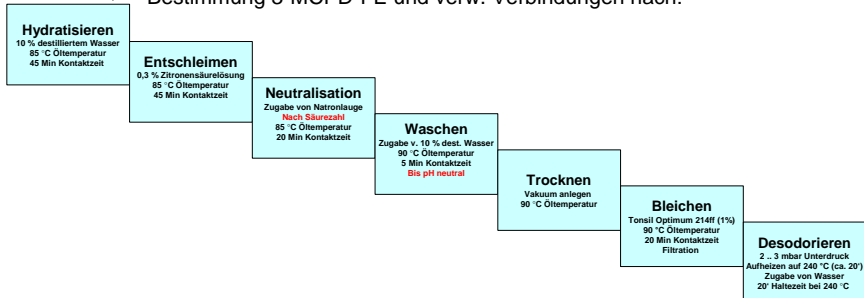 Bestimmung 3-MCPD-FE und verw. Verbindungen nach:
Hydratisieren
10 % destilliertem Wasser
85 °C Öltemperatur
45 Min Kontaktzeit
Entschleimen
0,3 % Zitronensäurelösung
85 °C Öltemperatur
45 Min Kontaktzeit
Neutralisation
Zugabe von Natronlauge
Nach Säurezahl
85 °C Öltemperatur
20 Min Kontaktzeit
Waschen
Zugabe v. 10 % dest. Wasser
90 °C Öltemperatur
5 Min Kontaktzeit
Bis pH neutral
Trocknen
Vakuum anlegen
90 °C Öltemperatur
Bleichen
Tonsil Optimum 214ff (1%)
90 °C Öltemperatur
20 Min Kontaktzeit
Filtration
Desodorieren
2 .. 3 mbar Unterdruck
Aufheizen auf 240 °C (ca. 20')
Zugabe von Wasser
20' Haltezeit bei 240 °C